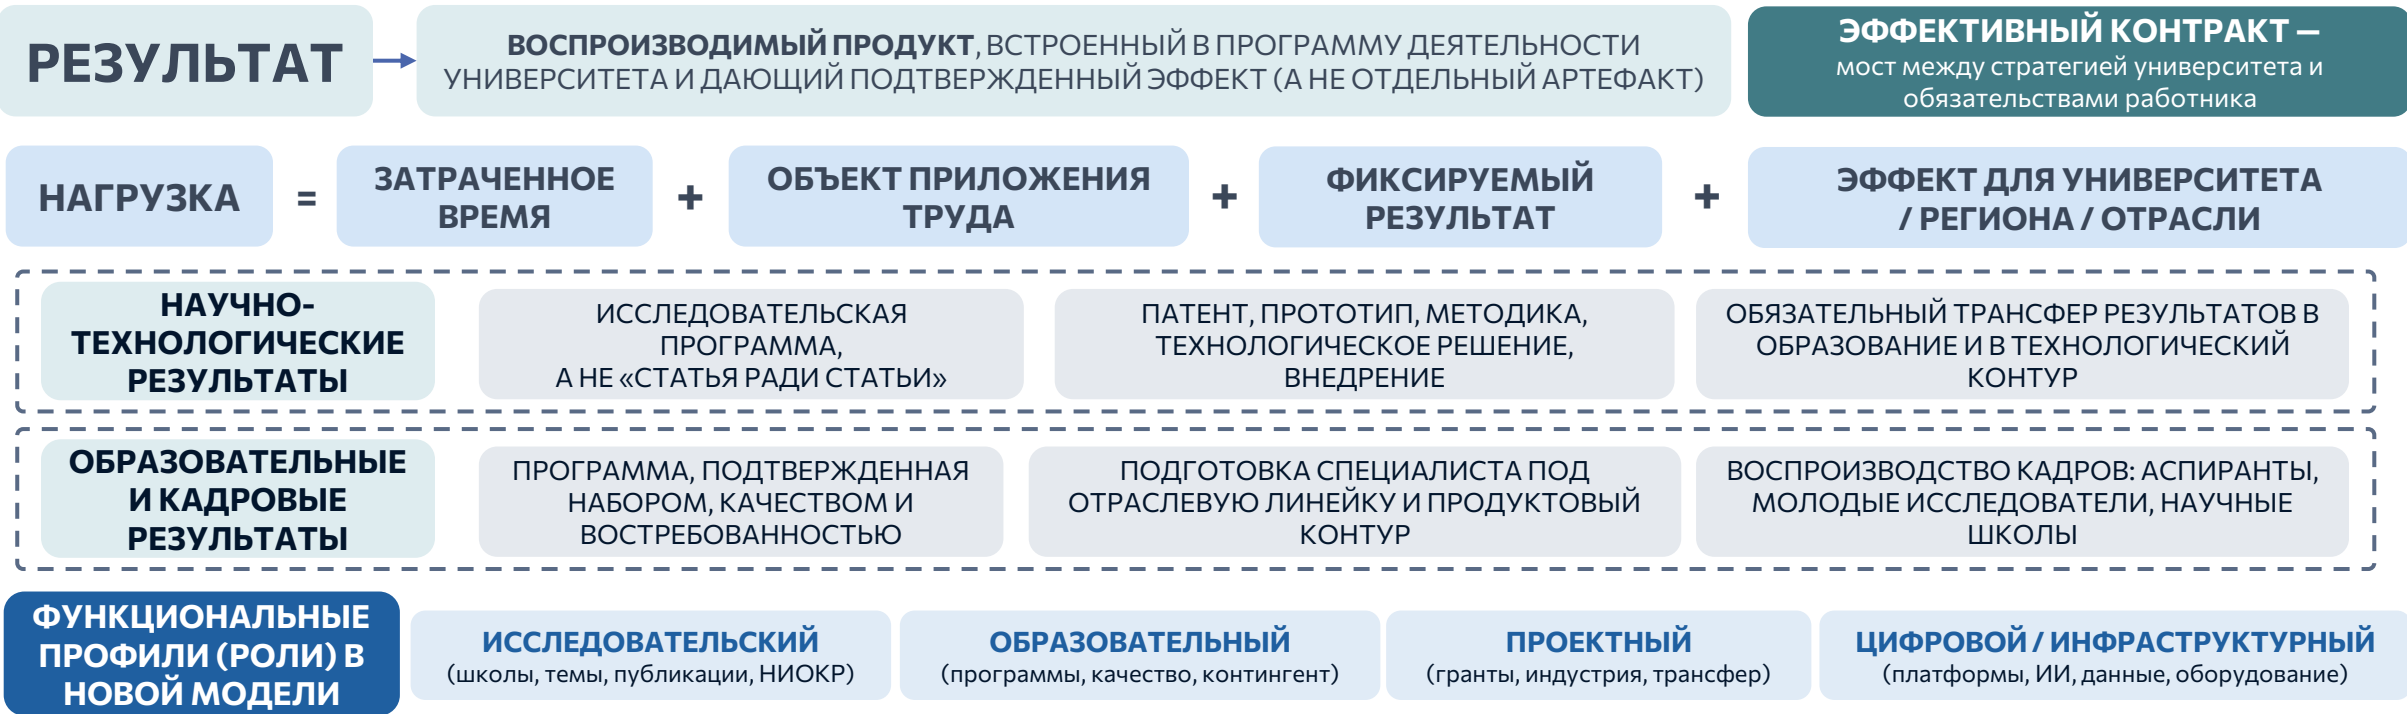 РЕЗУЛЬТАТ
ВОСПРОИЗВОДИМЫЙ ПРОДУКТ, ВСТРОЕННЫЙ В ПРОГРАММУ ДЕЯТЕЛЬНОСТИ
УНИВЕРСИТЕТА И ДАЮЩИЙ ПОДТВЕРЖДЕННЫЙ ЭФФЕКТ (А НЕ ОТДЕЛЬНЫЙ АРТЕФАКТ)
ЭФФЕКТИВНЫЙ КОНТРАКТ —
мост между стратегией университета и
обязательствами работника
НАГРУЗКА
=
ЗАТРАЧЕННОЕ
ВРЕМЯ
+
ОБЪЕКТ ПРИЛОЖЕНИЯ
ТРУДА
+
ФИКСИРУЕМЫЙ
РЕЗУЛЬТАТ
+
ЭФФЕКТ ДЛЯ УНИВЕРСИТЕТА
/ РЕГИОНА / ОТРАСЛИ
НАУЧНО-
ТЕХНОЛОГИЧЕСКИЕ
РЕЗУЛЬТАТЫ
ИССЛЕДОВАТЕЛЬСКАЯ
ПРОГРАММА,
А НЕ «СТАТЬЯ РАДИ СТАТЬИ»
ПАТЕНТ, ПРОТОТИП, МЕТОДИКА,
ТЕХНОЛОГИЧЕСКОЕ РЕШЕНИЕ,
ВНЕДРЕНИЕ
ОБЯЗАТЕЛЬНЫЙ ТРАНСФЕР РЕЗУЛЬТАТОВ В
ОБРАЗОВАНИЕ И В ТЕХНОЛОГИЧЕСКИЙ
КОНТУР
ОБРАЗОВАТЕЛЬНЫЕ
И КАДРОВЫЕ
РЕЗУЛЬТАТЫ
ПРОГРАММА, ПОДТВЕРЖДЕННАЯ
НАБОРОМ, КАЧЕСТВОМ И
ВОСТРЕБОВАННОСТЬЮ
ПОДГОТОВКА СПЕЦИАЛИСТА ПОД
ОТРАСЛЕВУЮ ЛИНЕЙКУ И ПРОДУКТОВЫЙ
КОНТУР
ВОСПРОИЗВОДСТВО КАДРОВ: АСПИРАНТЫ,
МОЛОДЫЕ ИССЛЕДОВАТЕЛИ, НАУЧНЫЕ
ШКОЛЫ
ФУНКЦИОНАЛЬНЫЕ
ПРОФИЛИ (РОЛИ) В
НОВОЙ МОДЕЛИ
ИССЛЕДОВАТЕЛЬСКИЙ
(школы, темы, публикации, НИОКР)
ОБРАЗОВАТЕЛЬНЫЙ
(программы, качество, контингент)
ПРОЕКТНЫЙ
(гранты, индустрия, трансфер)
ЦИФРОВОЙ / ИНФРАСТРУКТУРНЫЙ
(платформы, ИИ, данные, оборудование)